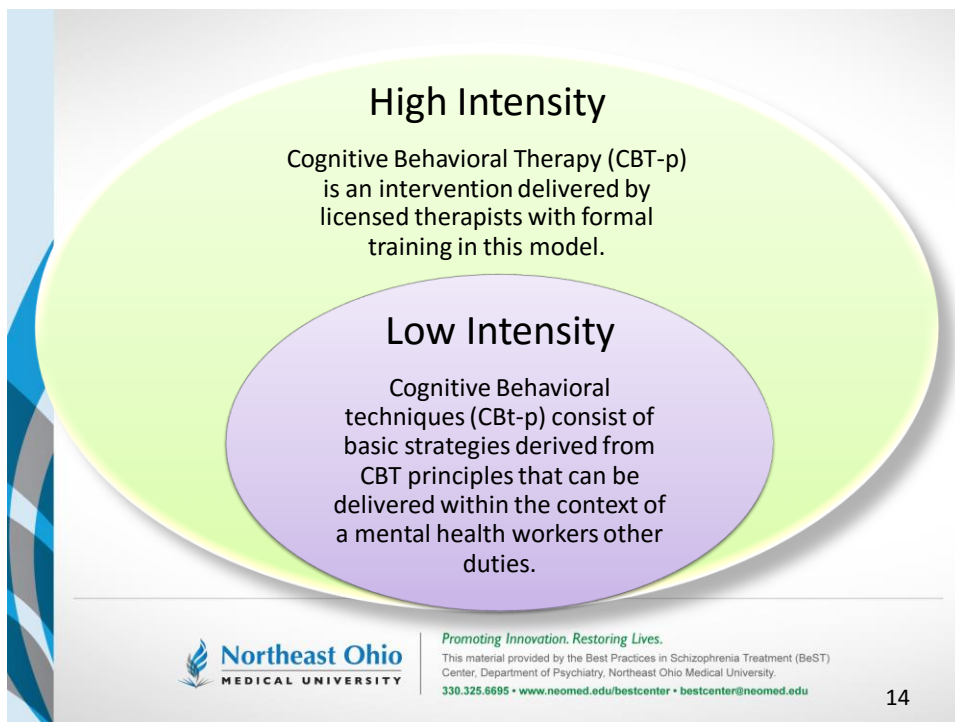 High Intensity
Cognitive Behavioral Therapy (CBT-p)
is an intervention delivered by
licensed therapists with formal
training in this model.
Low Intensity
Cognitive Behavioral
techniques (CBt-p) consist of
basic strategies derived from
CBT principles that can be
delivered within the context of
a mental health workers other
duties.
Northeast Ohio
MEDICAL UNIVERSITY
Promoting Innovation. Restoring Lives.
This material provided by the Best Practices in Schizophrenia Treatment (BeST)
Center, Department of Psychiatry, Northeast Ohio Medical University.
330.325.6695 • www.neomed.edu/bestcenter • bestcenter@neomed.edu
14